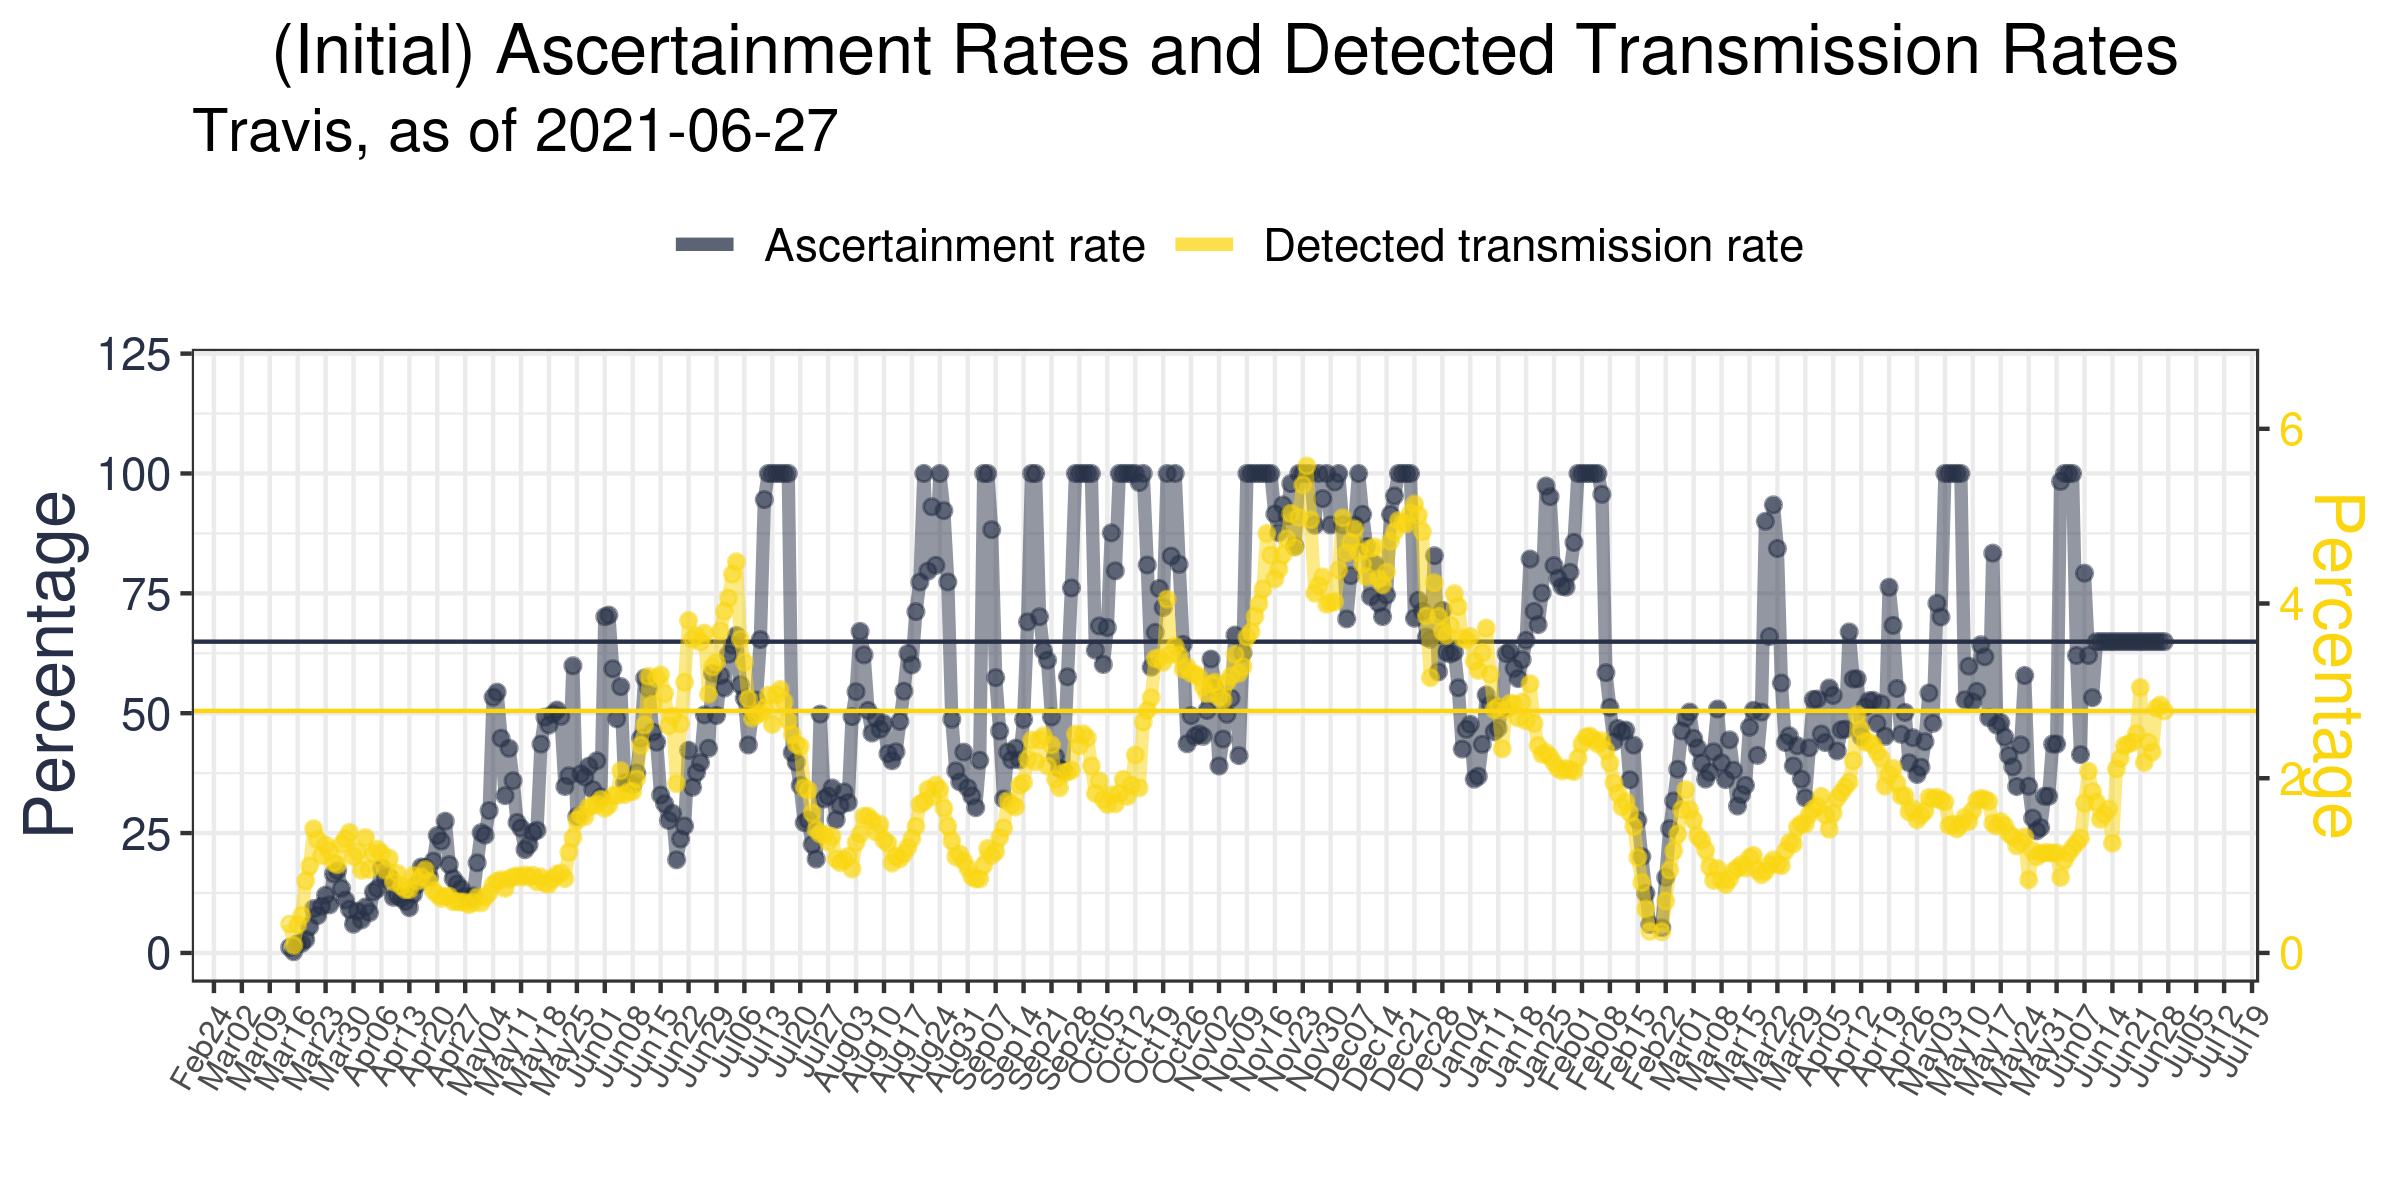 (Initial) Ascertainment Rates and Detected Transmission Rates
Travis, as of 2021-06-27
Ascertainment rate Detected transmission rate
Percentage
125
100
75
50
25
0
6
4
2
0
Percentage
Feb24 Mar02 Mar09 Mar16 Mar23 Mar30 Apr06 Apr13 Apr20 Apr27 May04 May11 May18 May25 Jun01 Jun08 Jun15 Jun22 Jun29 Jul06 Jul13 Jul20 Jul27 Aug03 Aug10 Aug17 Aug24 Aug31 Sep07 Sep14 Sep21 Sep28 Oct05 Oct12 Oct19 Oct26 Nov02 Nov09 Nov16 Nov23 Nov30 Dec07 Dec14 Dec21 Dec28 Jan04 Jan11 Jan18 Jan25 Feb01 Feb08 Feb15 Feb22 Mar01 Mar08 Mar15 Mar22 Mar29 Apr05 Apr12 Apr19 Apr26 May03 May10 May17 May24 May31 Jun07 Jun14 Jun21 Jun28 Jul05 Jul12 Jul19